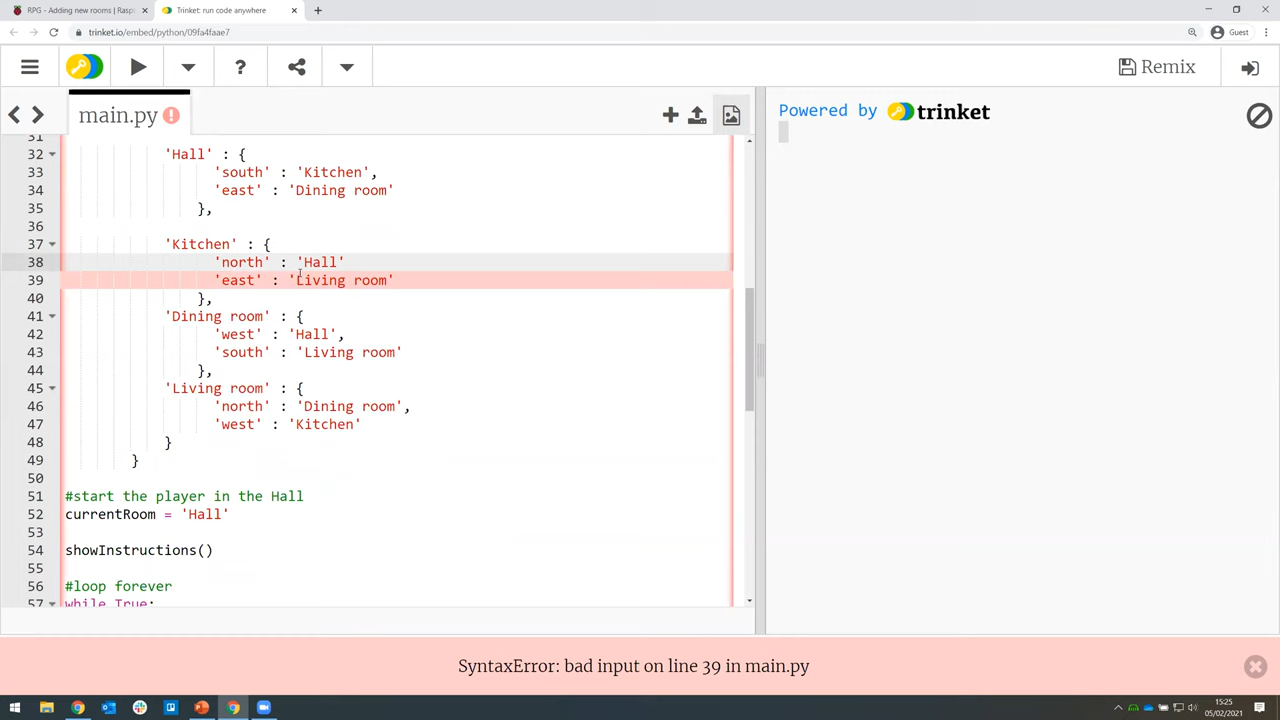 RPG - Adding new rooms | Raspb
Trinket: run code anywhere
trinket.io/embed/python/09fa4faae7
Guest
Remix
main.py
Powered by trinket
31
32 'Hall' : {
33 'south' : 'Kitchen',
34 'east' : 'Dining room'
35 },
36
37 'Kitchen' : {
38 'north' : 'Hall'
39 'east' : 'Living room'
40 },
41 'Dining room' : {
42 'west' : 'Hall',
43 'south' : 'Living room'
44 },
45 'Living room' : {
46 'north' : 'Dining room',
47 'west' : 'Kitchen'
48 }
49 }
50
51 #start the player in the Hall
52 currentRoom = 'Hall'
53
54 showInstructions()
55
56 #loop forever
57 while True:
SyntaxError: bad input on line 39 in main.py
15:25
05/02/2021